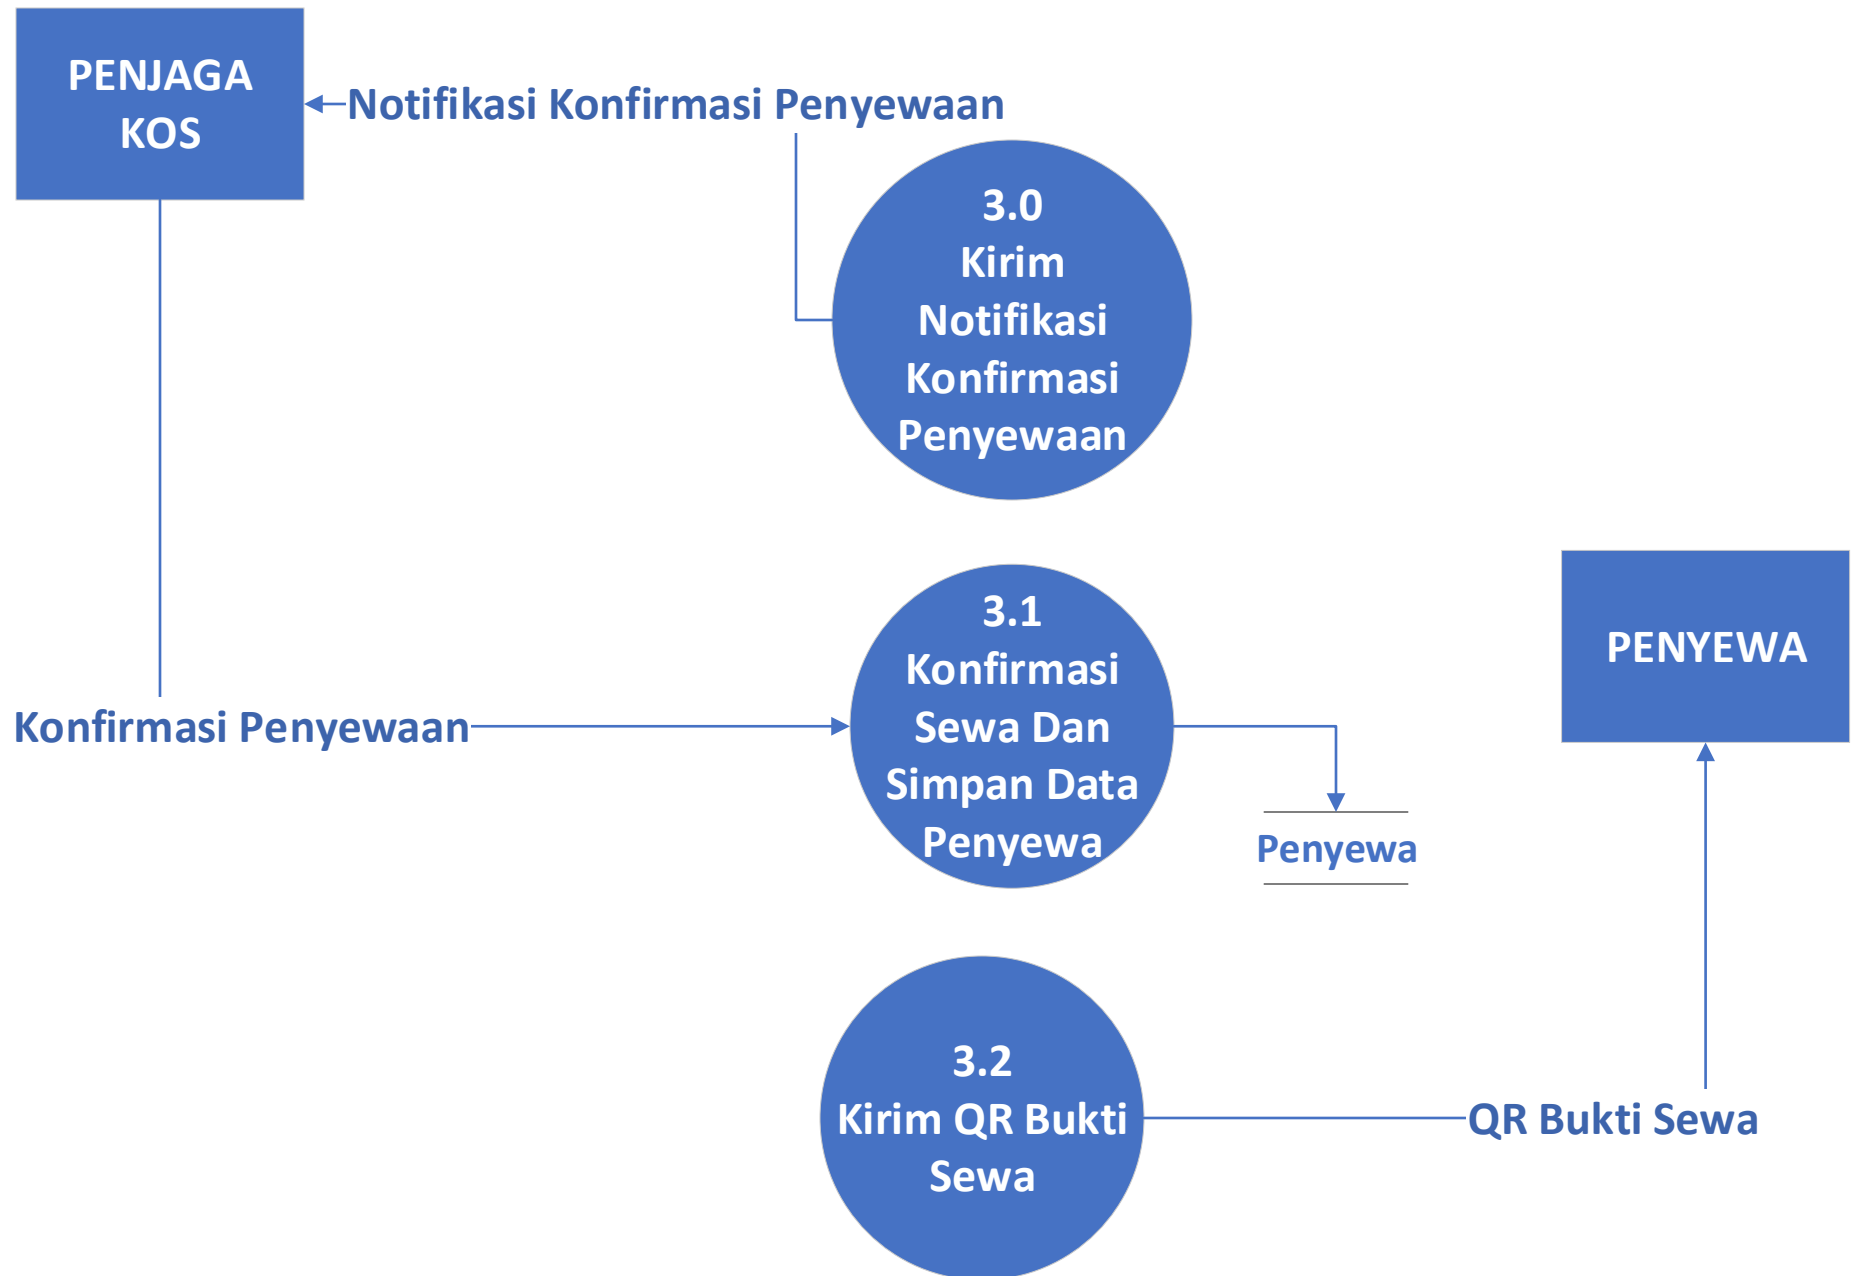 PENJAGA
KOS
Notifikasi Konfirmasi Penyewaan
3.0
Kirim
Notifikasi
Konfirmasi
Penyewaan
3.1
Konfirmasi
Sewa Dan
Simpan Data
Penyewa
PENYEWA
Konfirmasi Penyewaan
Penyewa
3.2
Kirim QR Bukti
Sewa
QR Bukti Sewa